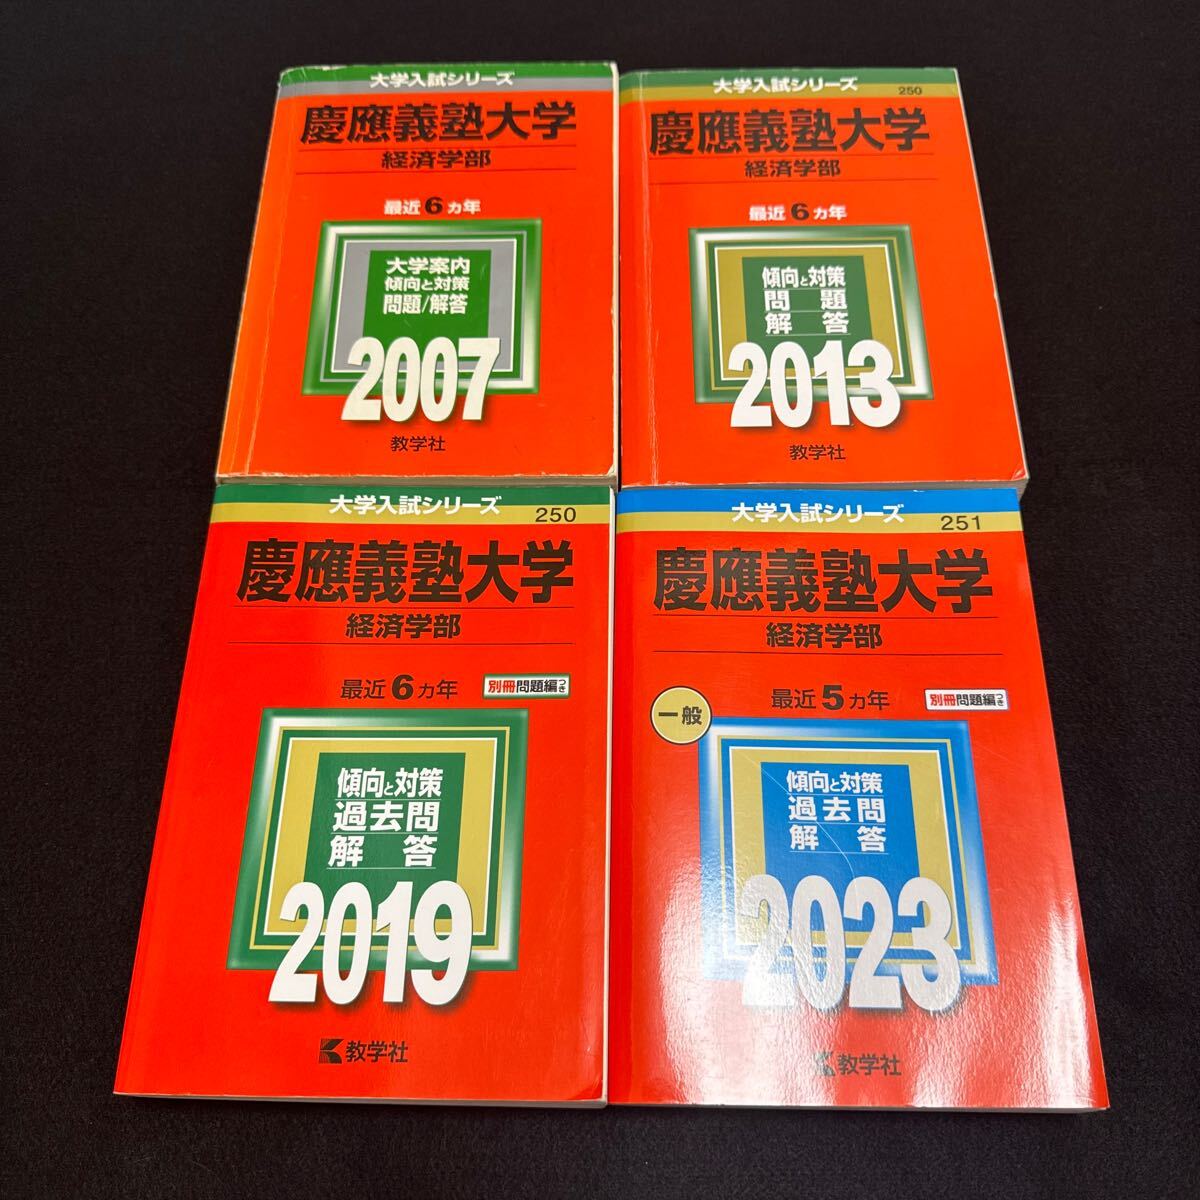 大学入試シリーズ
慶應義塾大学
経済学部
最近6ヵ年
大学案内
傾向と対策
問題/解答
2007
教学社
大学入試シリーズ
250
慶應義塾大学
経済学部
最近6ヵ年
傾向と対策
問題
解答
2013
教学社
大学入試シリーズ
250
慶應義塾大学
経済学部
最近6ヵ年
別冊問題編つき
傾向と対策
過去問
解答
2019
教学社
大学入試シリーズ
251
慶應義塾大学
経済学部
一般
最近5ヵ年
別冊問題編つき
傾向と対策
過去問
解答
2023
教学社